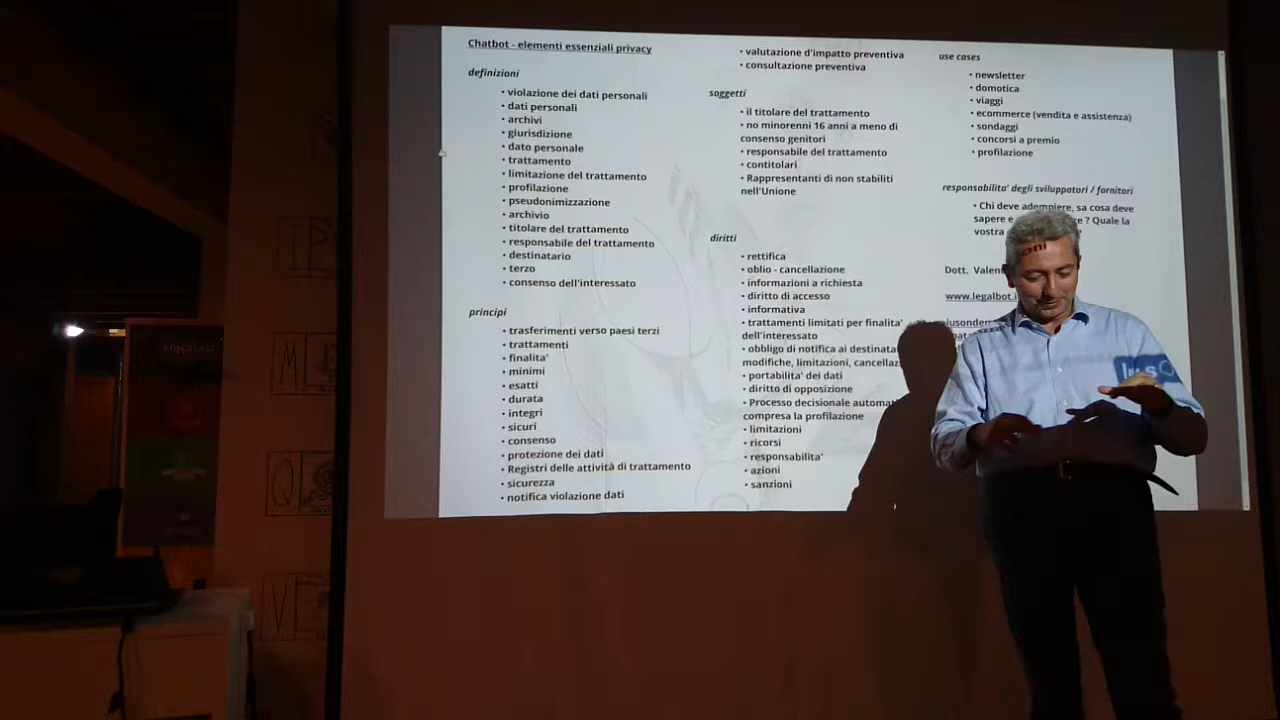 Chatbot - elementi essenziali privacy
definizioni
• violazione dei dati personali
• dati personali
• archivi
• giurisdizione
• dato personale
• trattamento
• limitazione del trattamento
• profilazione
• pseudonimizzazione
• archivio
• titolare del trattamento
• responsabile del trattamento
• destinatario
• terzo
• consenso dell'interessato
principi
• trasferimenti verso paesi terzi
• trattamenti
• finalita'
• minimi
• esatti
• durata
• integri
• sicuri
• consenso
• protezione dei dati
• Registri delle attività di trattamento
• sicurezza
• notifica violazione dati
• valutazione d'impatto preventiva
• consultazione preventiva
soggetti
• il titolare del trattamento
• no minorenni 16 anni a meno di
consenso genitori
• responsabile del trattamento
• contitolari
• Rappresentanti di non stabiliti
nell'Unione
diritti
• rettifica
• oblio - cancellazione
• informazioni a richiesta
• diritto di accesso
• informativa
• trattamenti limitati per finalita'
dell'interessato
• obbligo di notifica ai
modifiche, limitazioni,
• portabilita' dei dati
• diritto di opposizione
• Processo decisionale
compresa la profilazione
• limitazioni
• ricorsi
• responsabilita'
• azioni
• sanzioni
use cases
• newsletter
• domotica
• viaggi
• ecommerce (vendita e assistenza)
• sondaggi
• concorsi a premio
• profilazione
responsabilita' degli sviluppatori / fornitori
• Chi deve adempiere, sa cosa deve
sapere e ? Quale la
vostra
Dott.
www.legalbot.i